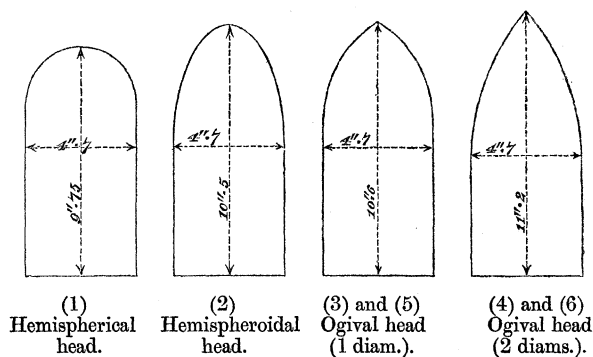 4".7
9".75
4".7
10".5
4".7
10".6
4".7
11".2
(1)
Hemispherical
head.
(2)
Hemispheroidal
head.
(3) and (5)
Ogival head
(1 diam.).
(4) and (6)
Ogival head
(2 diams.).